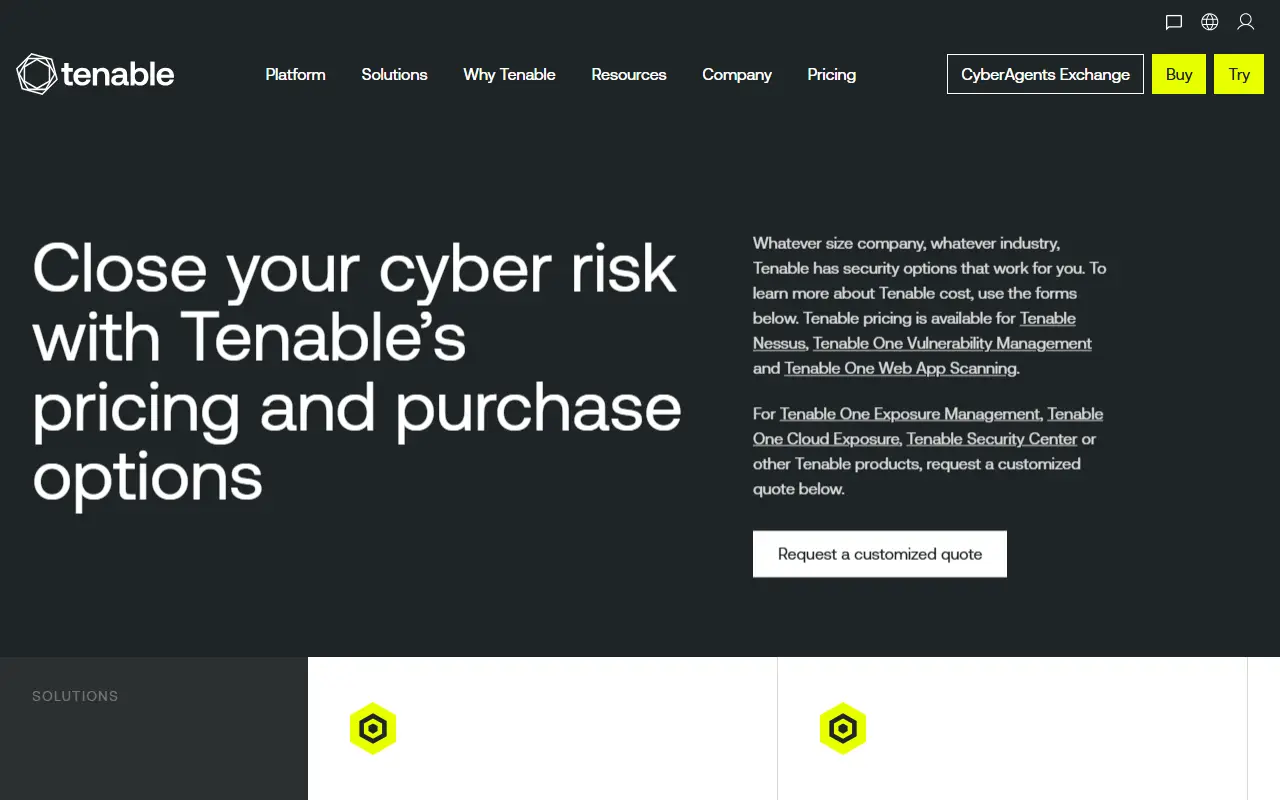 tenable
Platform
Solutions
Why Tenable
Resources
Company
Pricing
CyberAgents Exchange
Buy
Try
Close your cyber risk
with Tenable’s
pricing and purchase
options
Whatever size company, whatever industry,
Tenable has security options that work for you. To
learn more about Tenable cost, use the forms
below. Tenable pricing is available for Tenable
Nessus, Tenable One Vulnerability Management
and Tenable One Web App Scanning.
For Tenable One Exposure Management, Tenable
One Cloud Exposure, Tenable Security Center or
other Tenable products, request a customized
quote below.
Request a customized quote
SOLUTIONS